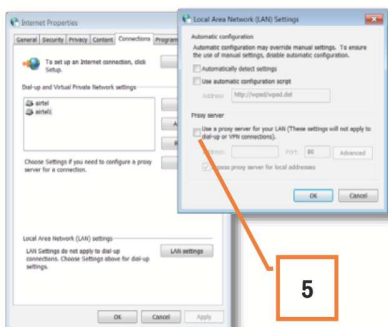 Internet Properties
General Security Privacy Content Connections Program
To set up an Internet connection, click
Setup.
Dial-up and Virtual Private Network settings
airtel
airtel1
A
R
Choose Settings if you need to configure a proxy
server for a connection.
Local Area Network (LAN) settings
LAN Settings do not apply to dial-up
connections. Choose Settings above for dial-up
settings.
LAN settings
OK Cancel Apply
Local Area Network (LAN) Settings
Automatic configuration
Automatic configuration may override manual settings. To ensure
the use of manual settings, disable automatic configuration.
Automatically detect settings
Use automatic configuration script
Address http://wpad/wpad.dat
Proxy server
Use a proxy server for your LAN (These settings will not apply to
dial-up or VPN connections).
Address: Port: 80 Advanced
proxy server for local addresses
OK Cancel
5